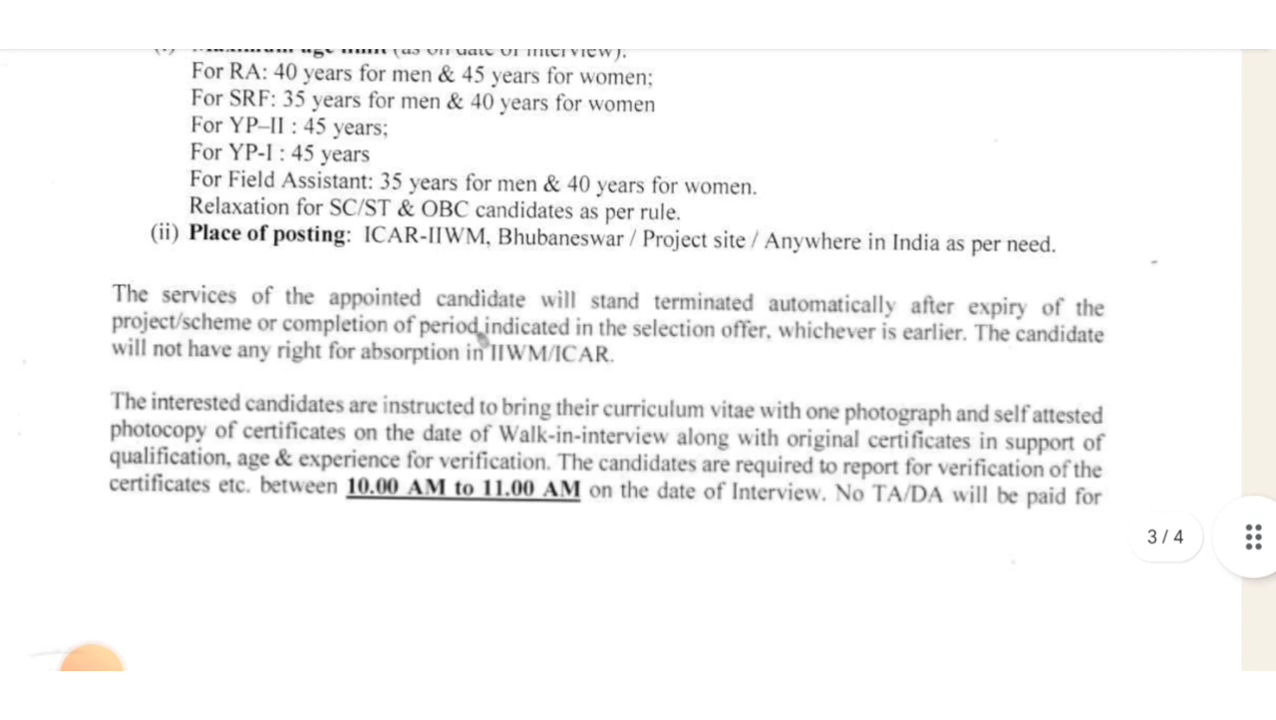 (i) Maximum age limit (as on date of interview):
For RA: 40 years for men & 45 years for women;
For SRF: 35 years for men & 40 years for women
For YP–II : 45 years;
For YP-I : 45 years
For Field Assistant: 35 years for men & 40 years for women.
Relaxation for SC/ST & OBC candidates as per rule.
(ii) Place of posting: ICAR-IIWM, Bhubaneswar / Project site / Anywhere in India as per need.
The services of the appointed candidate will stand terminated automatically after expiry of the
project/scheme or completion of period indicated in the selection offer, whichever is earlier. The candidate
will not have any right for absorption in IIWM/ICAR.
The interested candidates are instructed to bring their curriculum vitae with one photograph and self attested
photocopy of certificates on the date of Walk-in-interview along with original certificates in support of
qualification, age & experience for verification. The candidates are required to report for verification of the
certificates etc. between 10.00 AM to 11.00 AM on the date of Interview. No TA/DA will be paid for
3 / 4